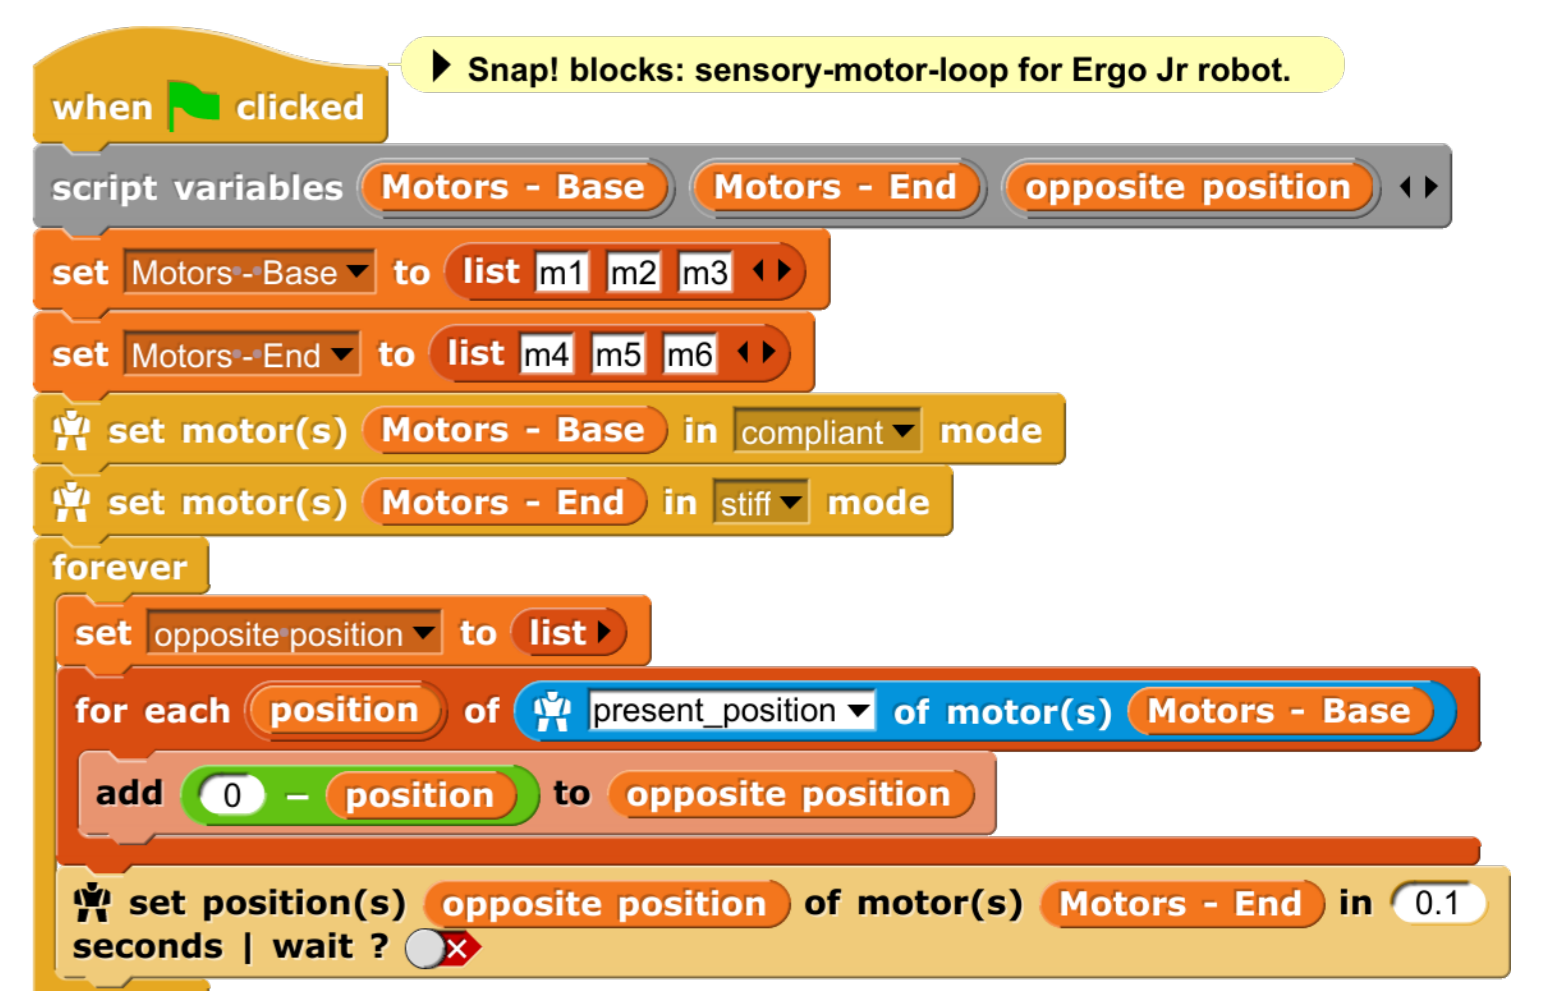 Snap! blocks: sensory-motor-loop for Ergo Jr robot.
when clicked
script variables Motors - Base Motors - End opposite position
set Motors - Base to list m1 m2 m3
set Motors - End to list m4 m5 m6
set motor(s) Motors - Base in compliant mode
set motor(s) Motors - End in stiff mode
forever
set opposite position to list
for each position of present_position of motor(s) Motors - Base
add 0 - position to opposite position
set position(s) opposite position of motor(s) Motors - End in 0.1
seconds | wait ?